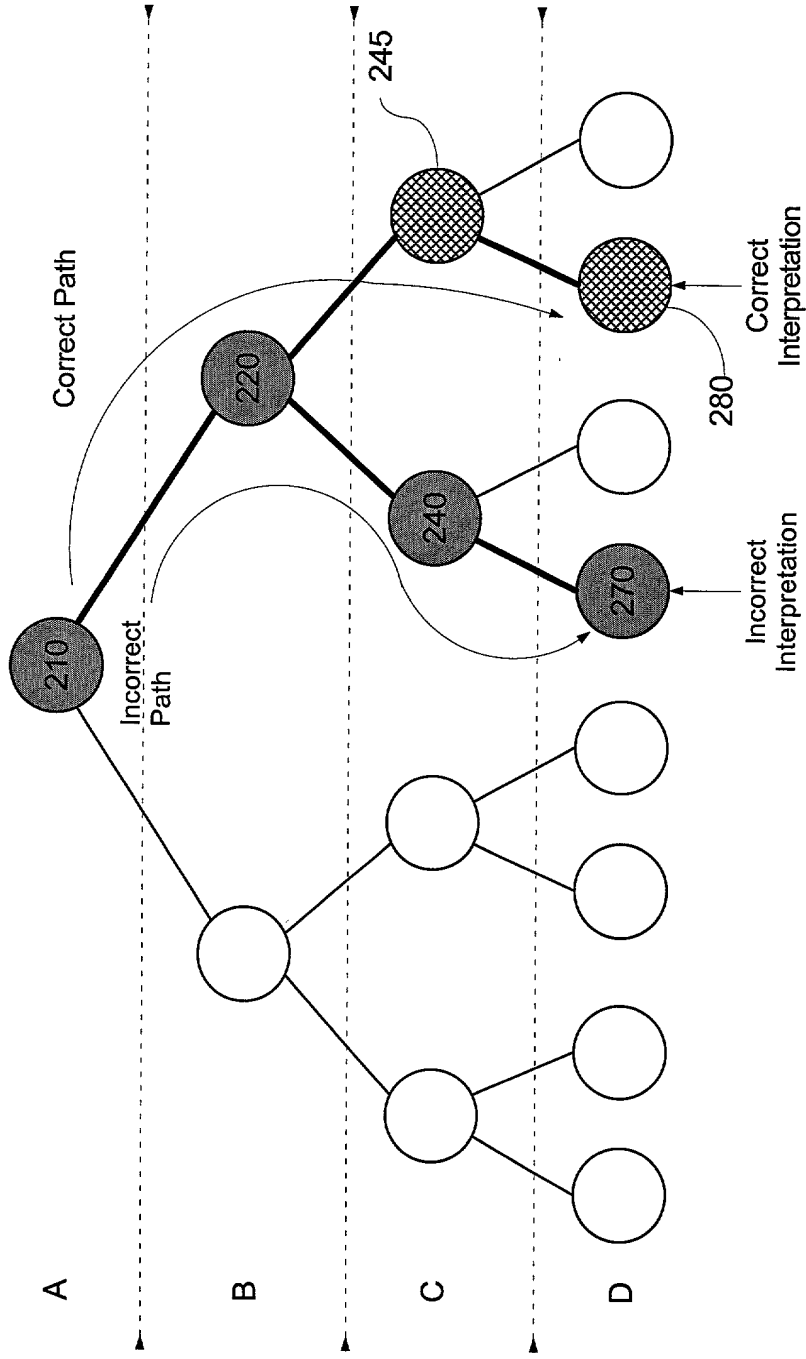 A
210
Correct Path
Incorrect
Path
B
220
245
C
240
D
270
280
Incorrect
Interpretation
Correct
Interpretation